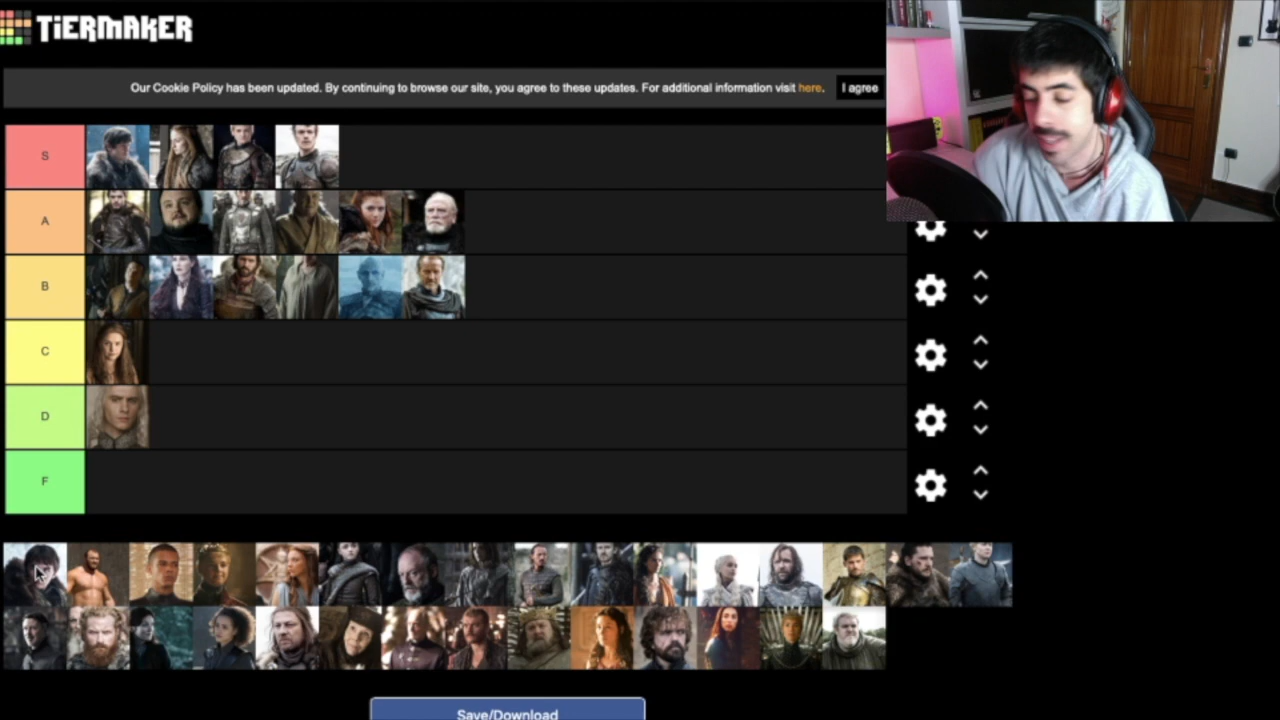 TiERMAKER
Our Cookie Policy has been updated. By continuing to browse our site, you agree to these updates. For additional information visit here.
I agree
S
A
B
C
D
F
Save/Download